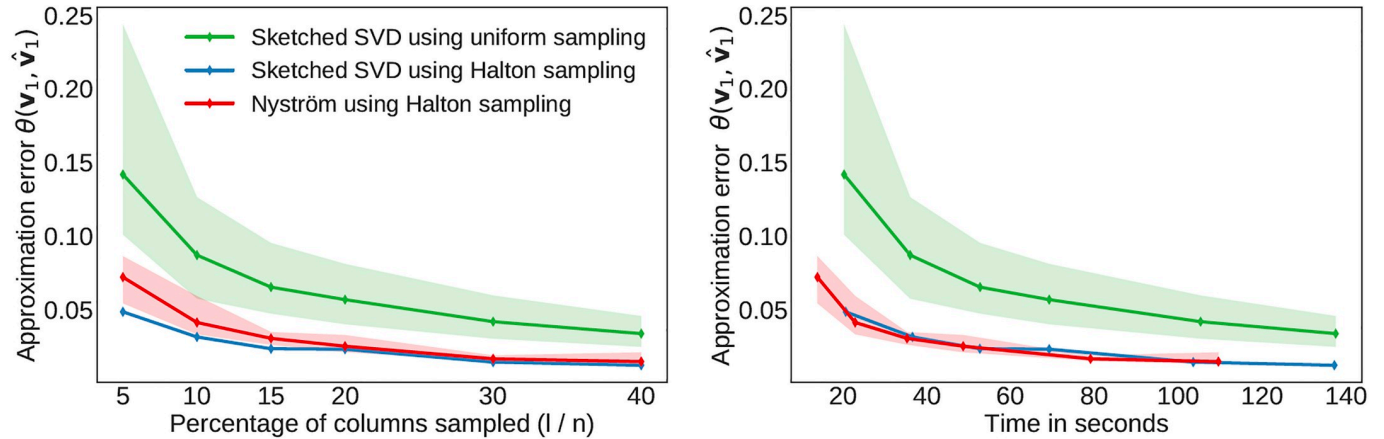 Approximation error θ(v₁, v̂₁)
0.25
0.20
0.15
0.10
0.05
Sketched SVD using uniform sampling
Sketched SVD using Halton sampling
Nyström using Halton sampling
5 10 15 20 30 40
Percentage of columns sampled (l / n)
Approximation error θ(v₁, v̂₁)
0.25
0.20
0.15
0.10
0.05
20 40 60 80 100 120 140
Time in seconds